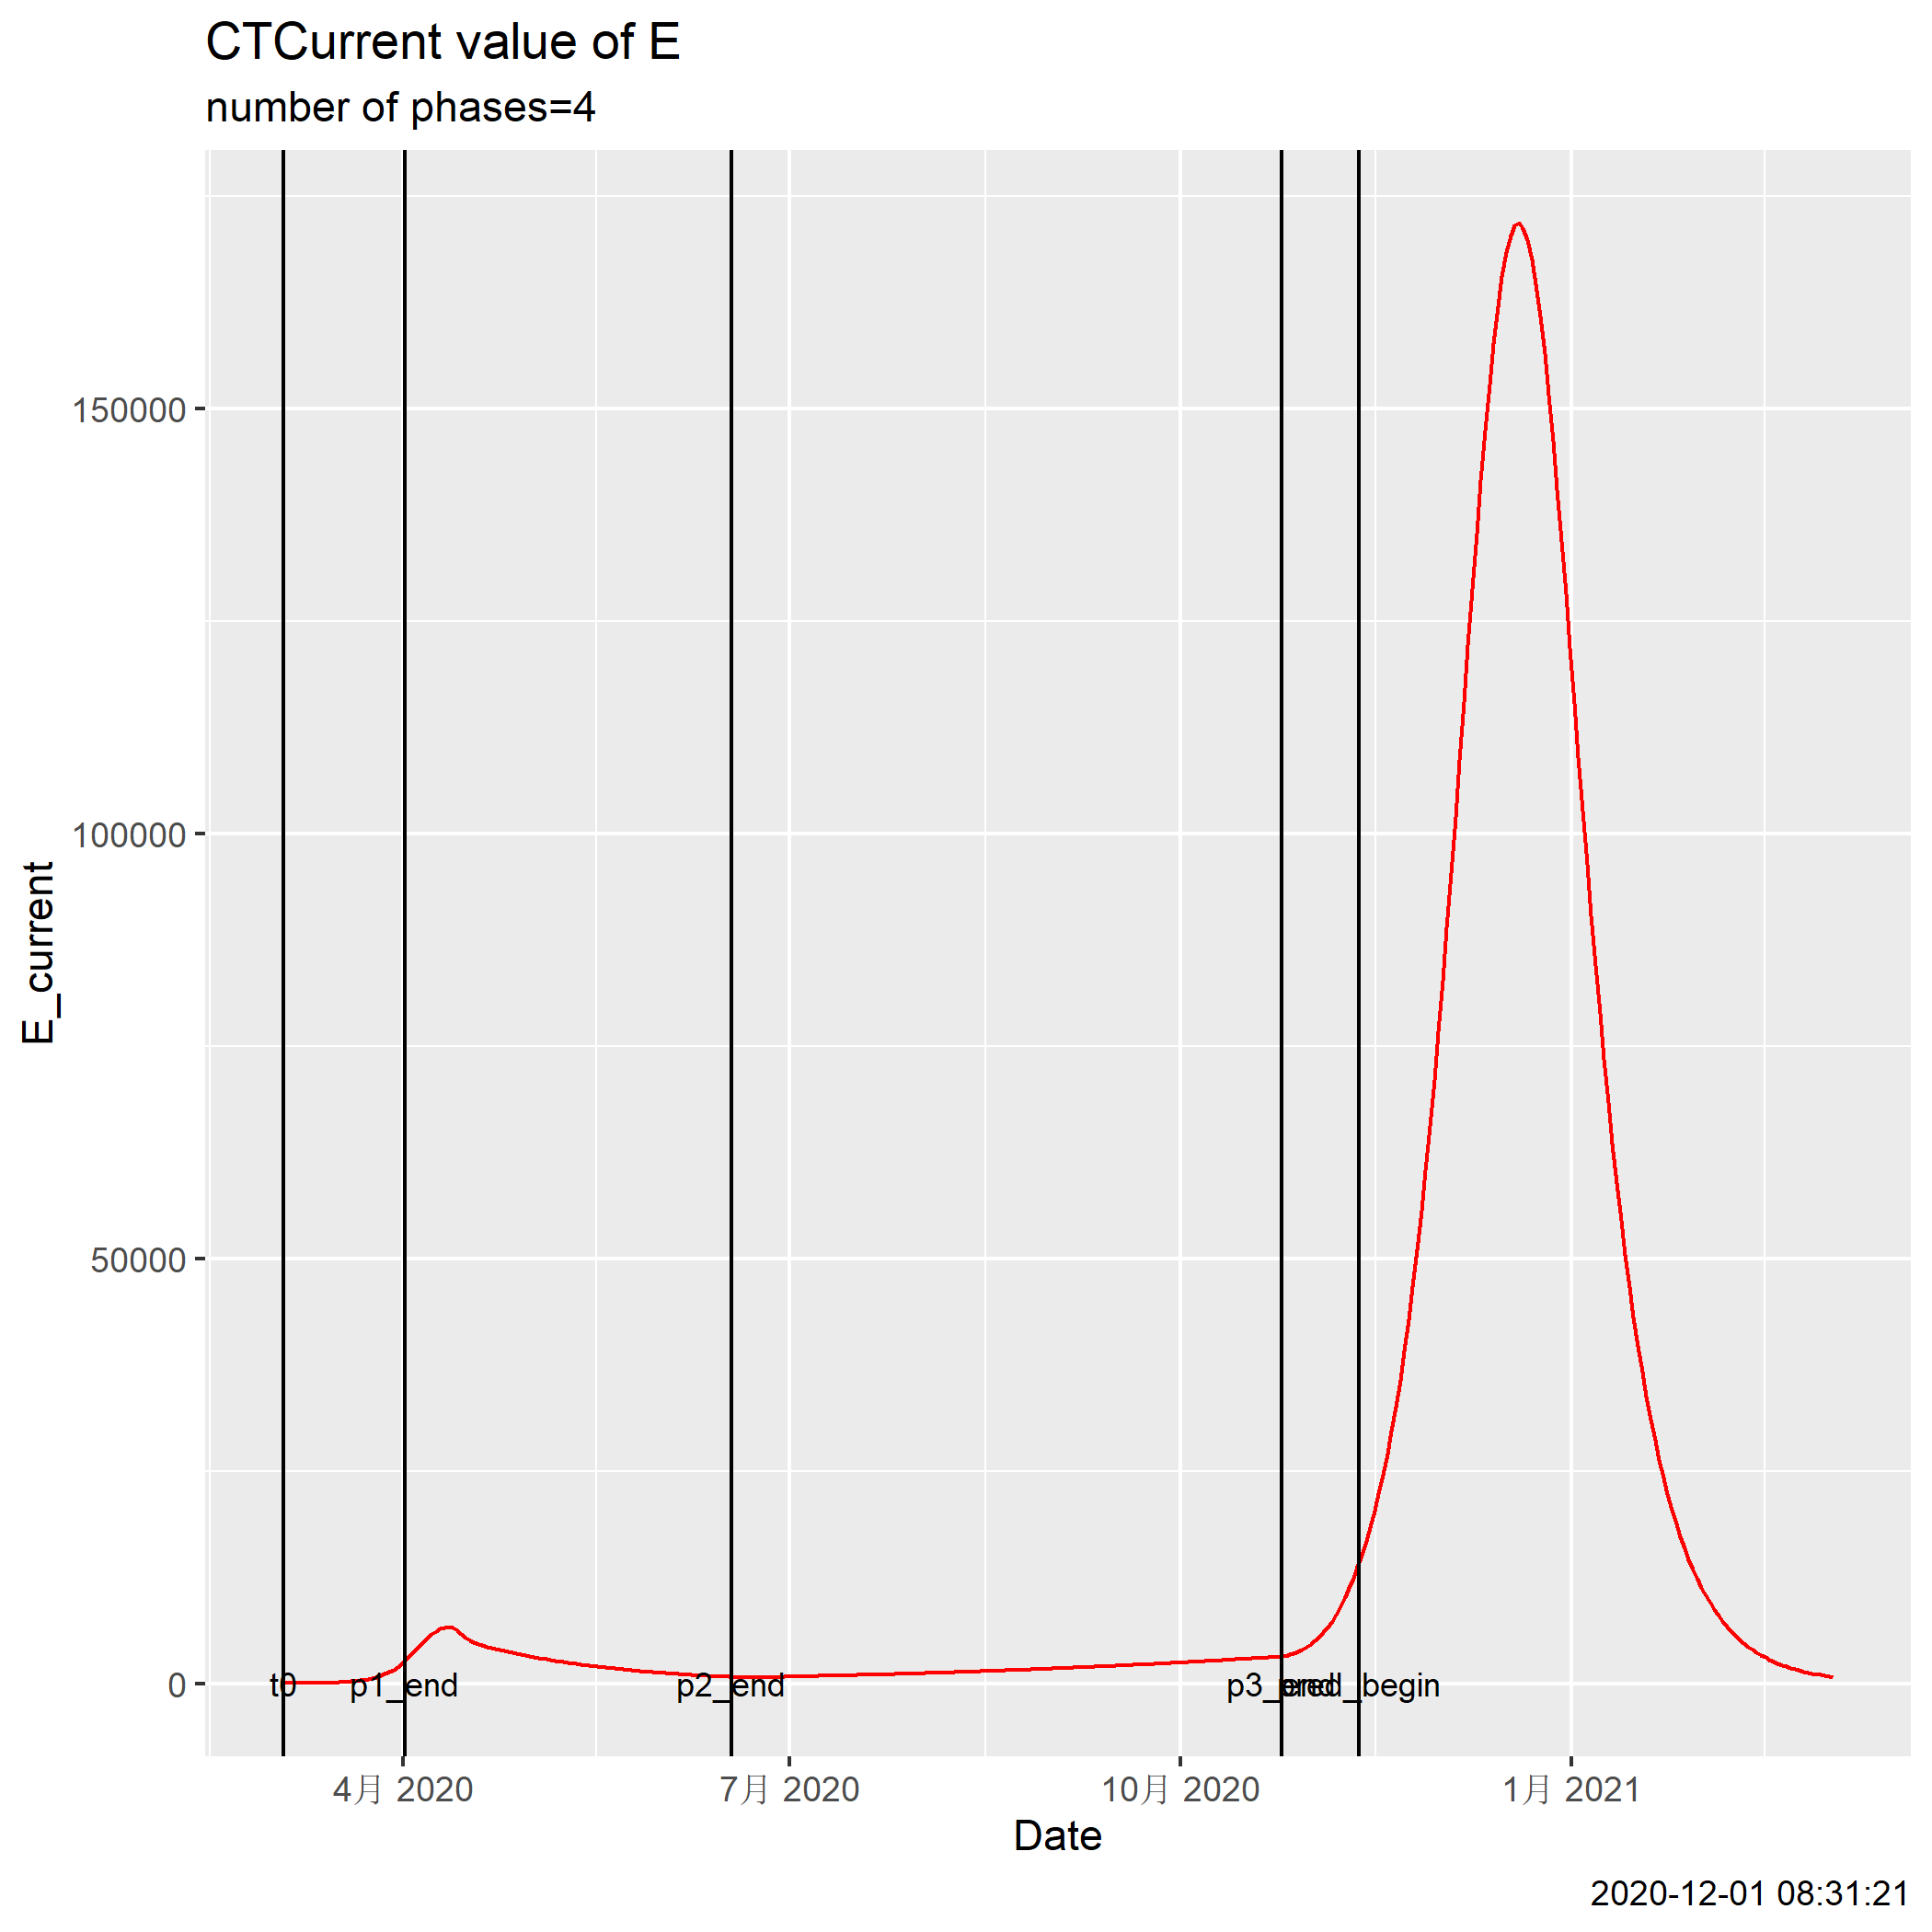 CTCurrent value of E
number of phases=4
E_current
150000
100000
50000
0
t0 p1_end p2_end p3_end pred_begin
4月 2020 7月 2020 10月 2020 1月 2021
Date
2020-12-01 08:31:21